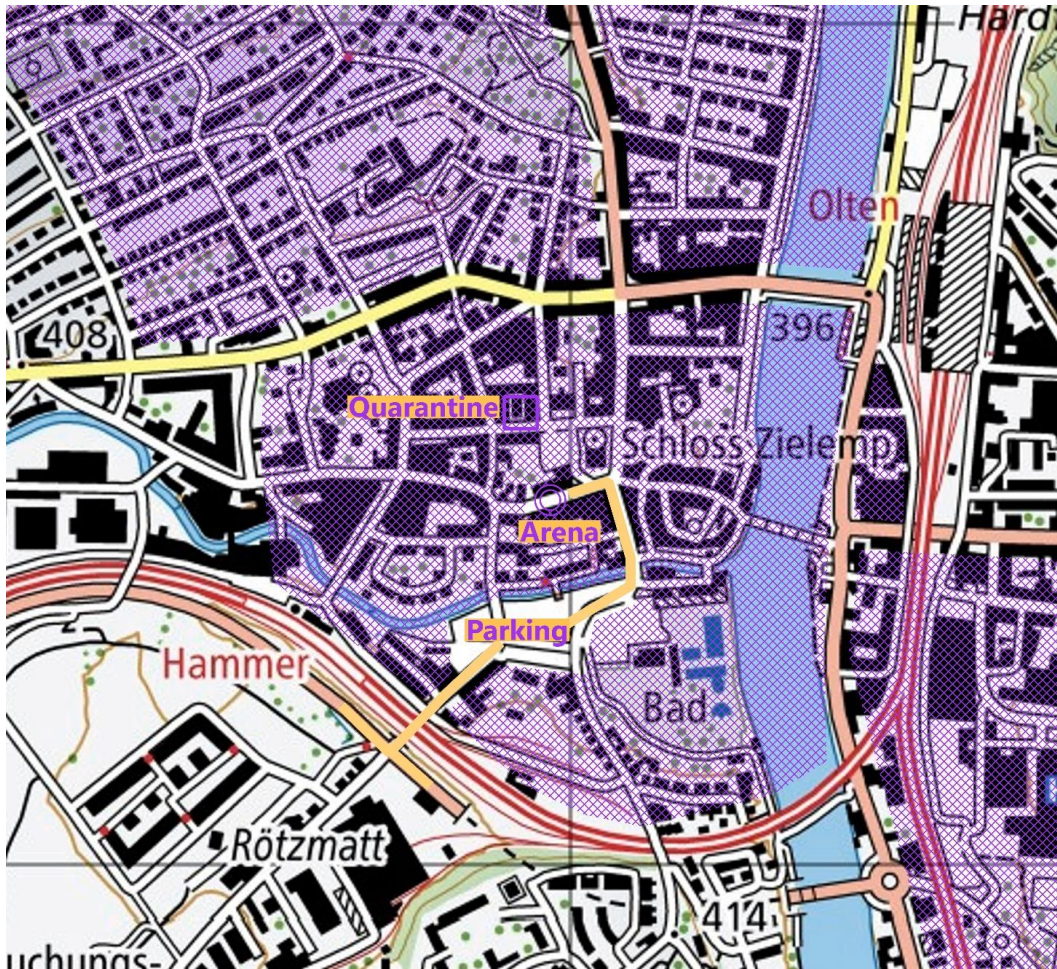 Hard
Olten
396
408
Quarantine
Schloss Zielemp
Arena
Parking
Hammer
Bad
Rötzmatt
414
uchungs-